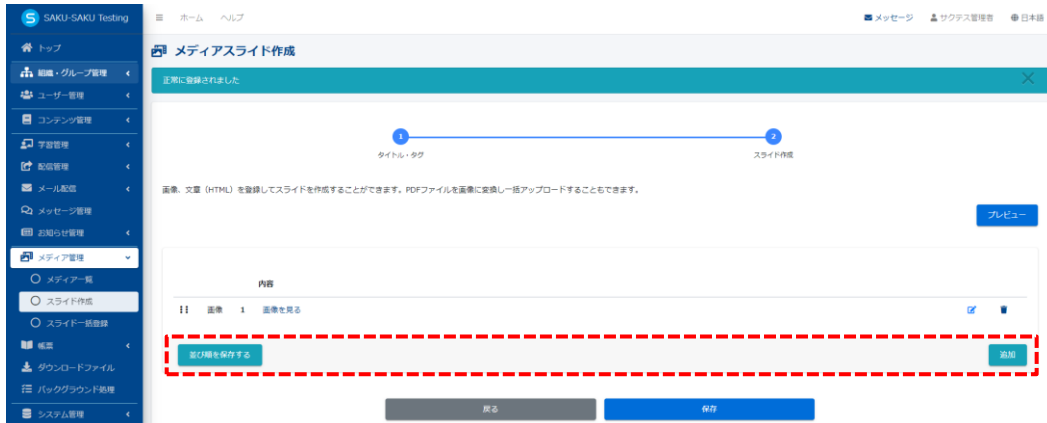 S SAKU-SAKU Testing
ホーム ヘルプ
メッセージ サクテス管理者 日本語
トップ
組織・グループ管理
ユーザー管理
コンテンツ管理
学習管理
配信管理
メール配信
メッセージ管理
お知らせ管理
メディア管理
メディア一覧
スライド作成
スライド一括登録
帳票
ダウンロードファイル
バックグラウンド処理
システム管理
メディアスライド作成
正常に登録されました
1 2
タイトル・タグ スライド作成
画像、文章（HTML）を登録してスライドを作成することができます。PDFファイルを画像に変換し一括アップロードすることもできます。
プレビュー
内容
画像 1 画像を見る
並び順を保存する 追加
戻る 保存